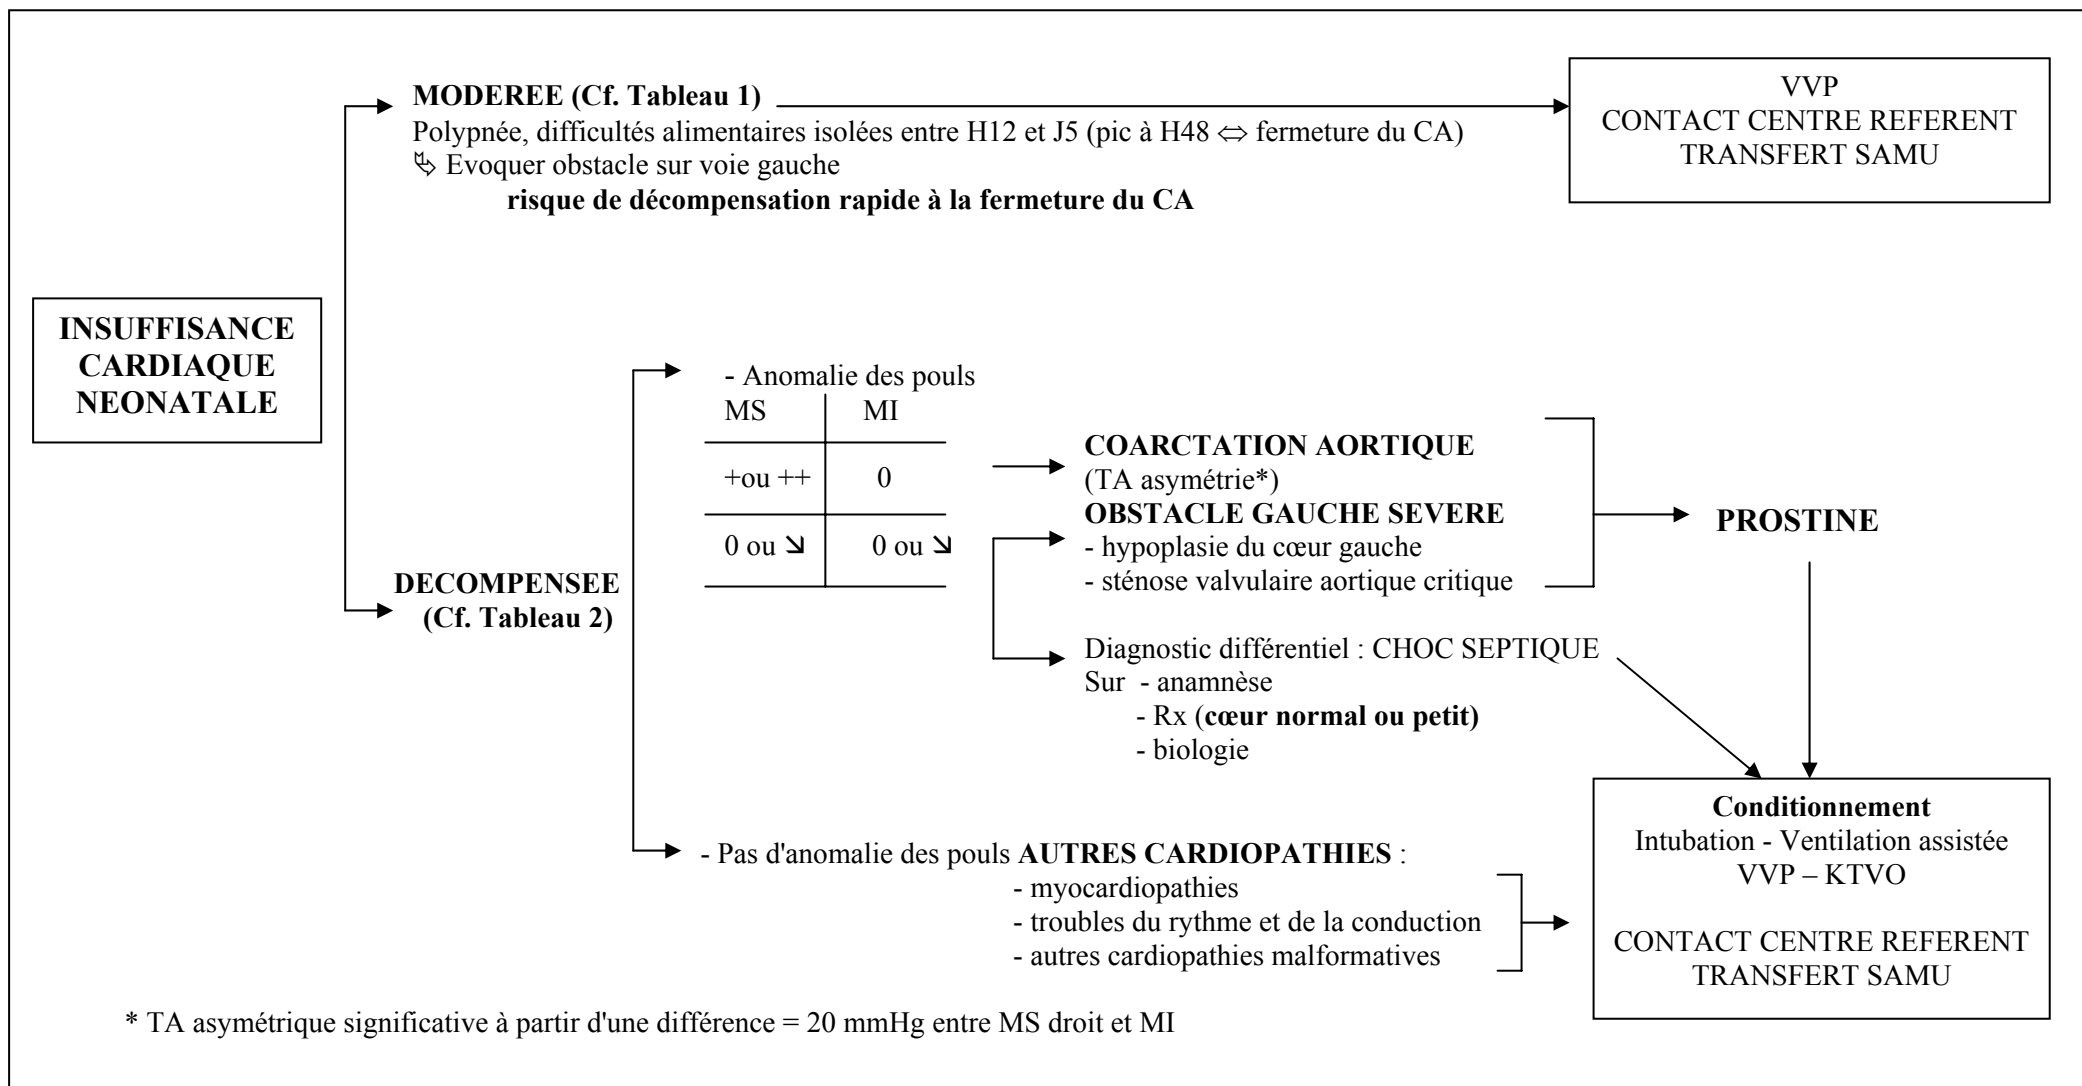 MODEREE (Cf. Tableau 1)
Polypnée, difficultés alimentaires isolées entre H12 et J5 (pic à H48 ⇔ fermeture du CA)
↳ Evoquer obstacle sur voie gauche
risque de décompensation rapide à la fermeture du CA
VVP
CONTACT CENTRE REFERENT
TRANSFERT SAMU
INSUFFISANCE
CARDIAQUE
NEONATALE
DECOMPENSEE
(Cf. Tableau 2)
- Anomalie des pouls
MS MI
+ou ++ 0
0 ou ↘ 0 ou ↘
COARCTATION AORTIQUE
(TA asymétrie*)
OBSTACLE GAUCHE SEVERE
- hypoplasie du cœur gauche
- sténose valvulaire aortique critique
PROSTINE
Diagnostic différentiel : CHOC SEPTIQUE
Sur - anamnèse
- Rx (cœur normal ou petit)
- biologie
- Pas d'anomalie des pouls AUTRES CARDIOPATHIES :
- myocardiopathies
- troubles du rythme et de la conduction
- autres cardiopathies malformatives
Conditionnement
Intubation - Ventilation assistée
VVP – KTVO
CONTACT CENTRE REFERENT
TRANSFERT SAMU
* TA asymétrique significative à partir d'une différence = 20 mmHg entre MS droit et MI